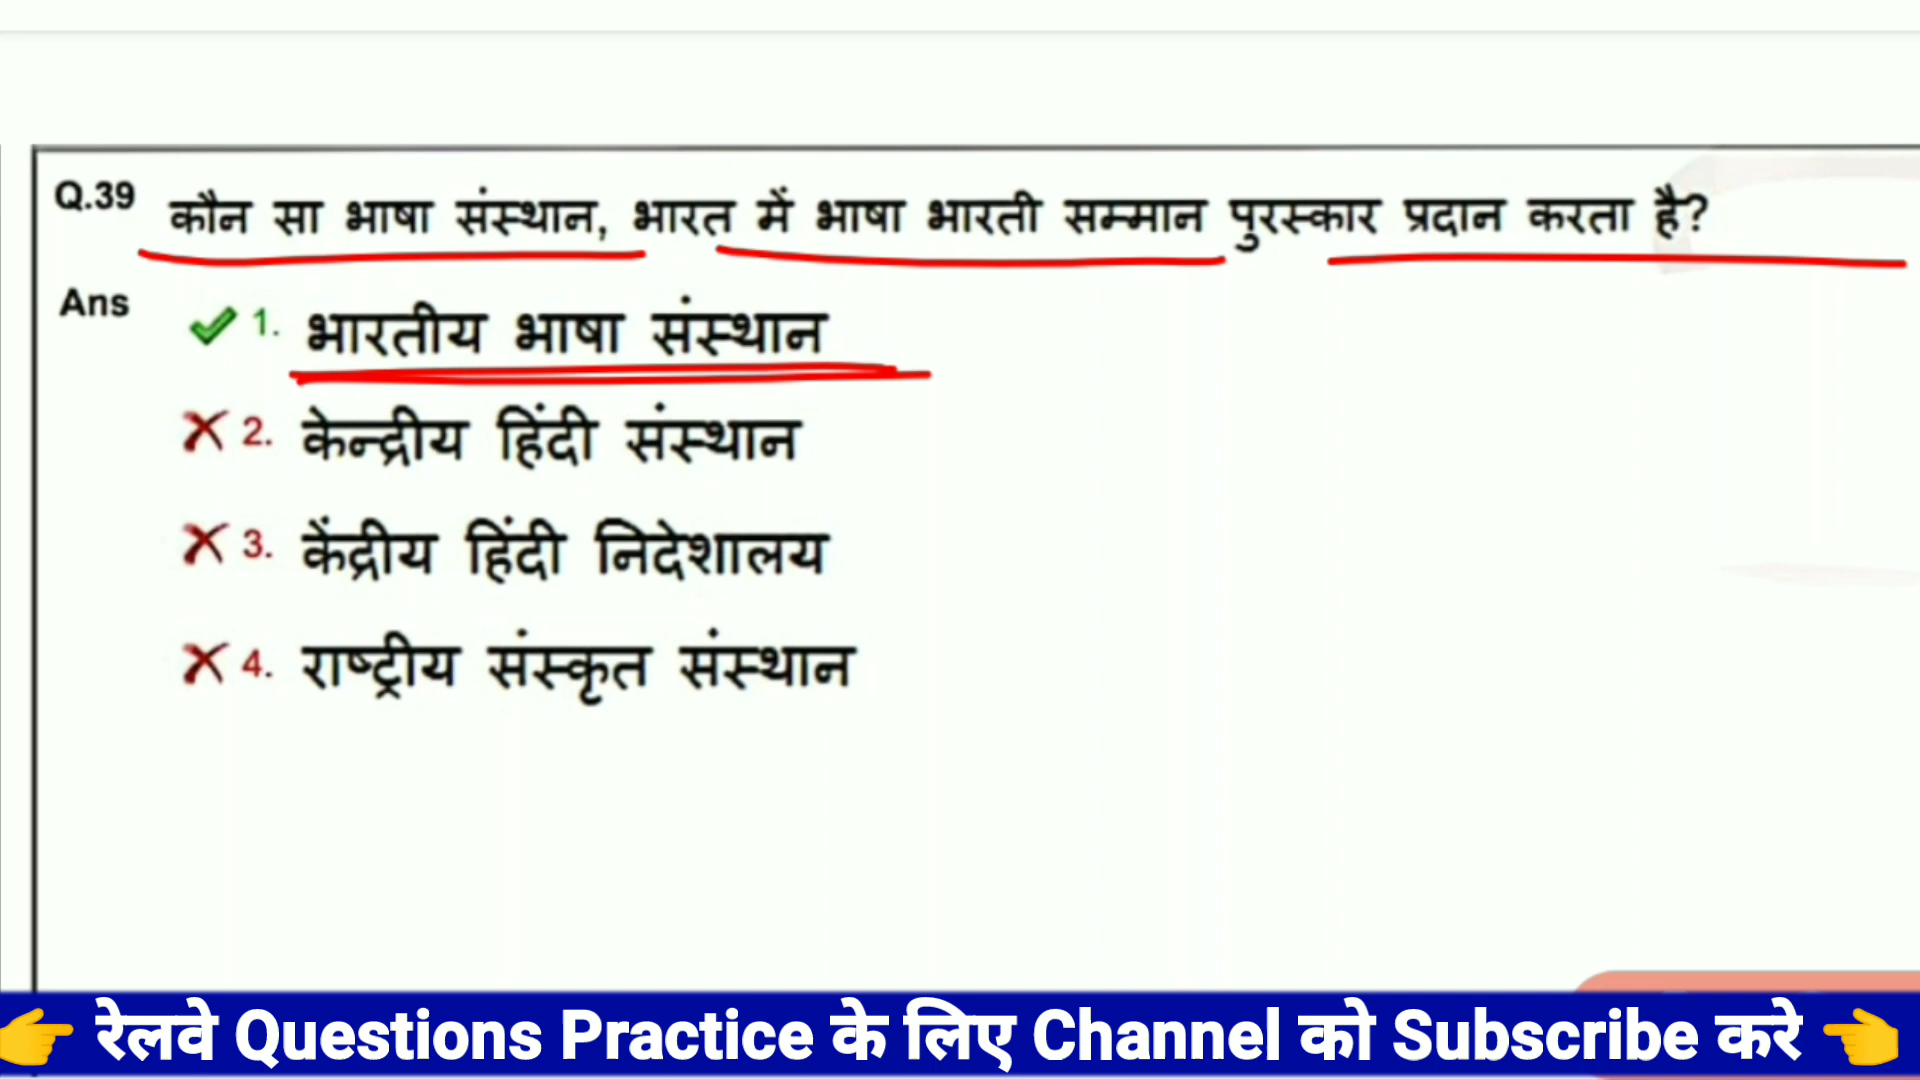 Q.39 कौन सा भाषा संस्थान, भारत में भाषा भारती सम्मान पुरस्कार प्रदान करता है?
Ans 1. भारतीय भाषा संस्थान
2. केन्द्रीय हिंदी संस्थान
3. केंद्रीय हिंदी निदेशालय
4. राष्ट्रीय संस्कृत संस्थान
👉 रेलवे Questions Practice के लिए Channel को Subscribe करे 👈